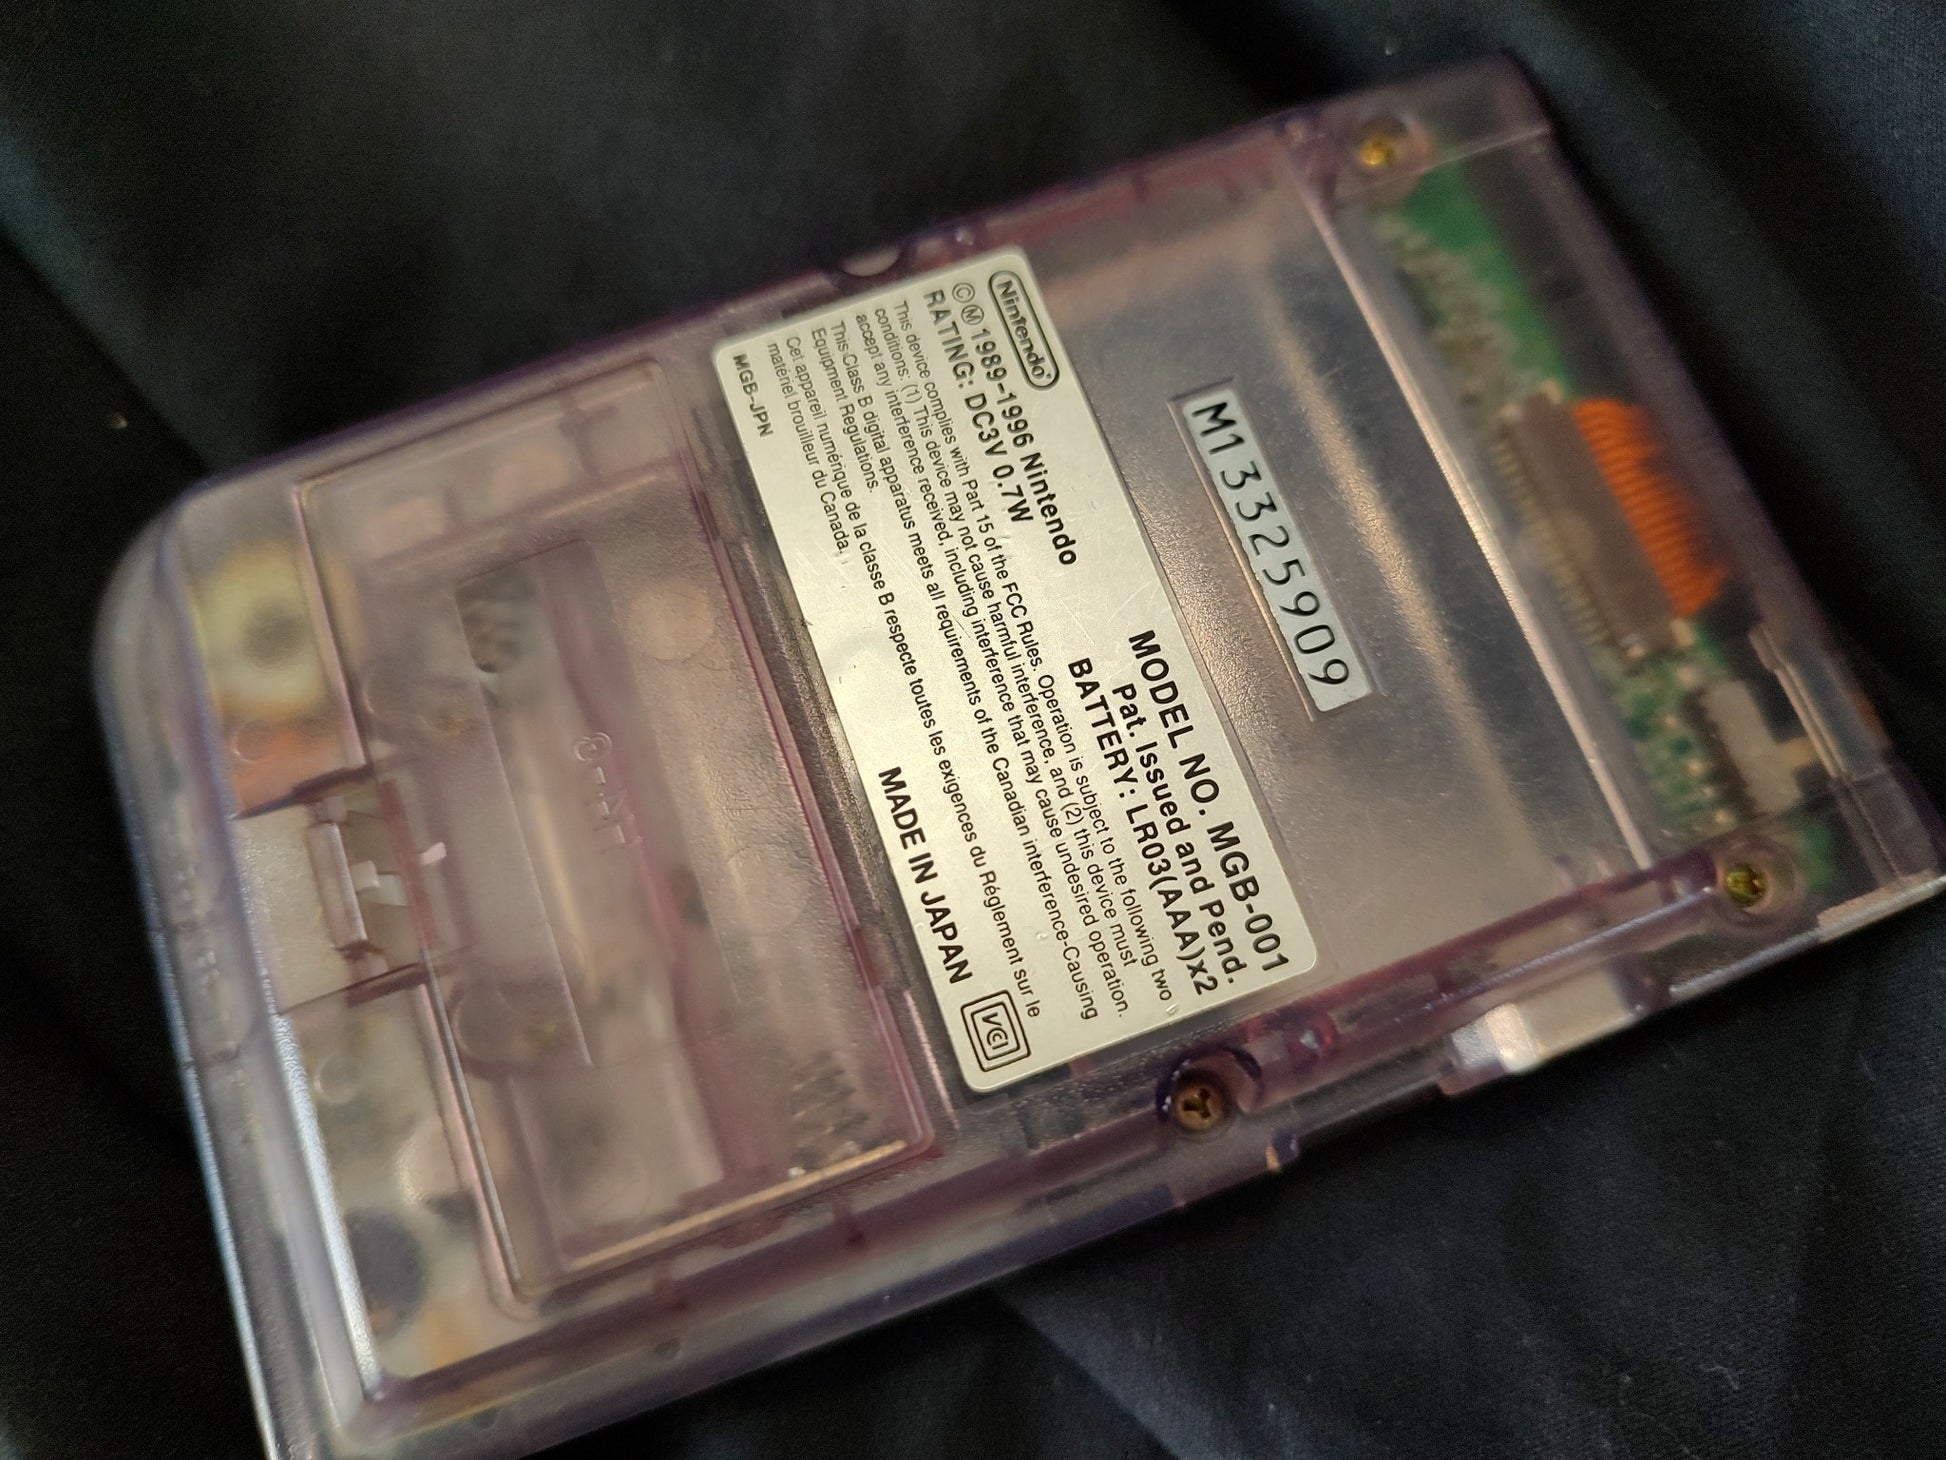 M13325909
Nintendo®
©Ⓜ1989-1996 Nintendo
RATING: DC3V 0.7W
MODEL NO. MGB-001
Pat. Issued and Pend.
BATTERY: LR03(AAA)x2
This device complies with Part 15 of the FCC Rules. Operation is subject to the following two
conditions: (1) This device may not cause harmful interference, and (2) this device must
accept any interference received, including interference that may cause undesired operation.
This Class B digital apparatus meets all requirements of the Canadian Interference-Causing
Equipment Regulations.
Cet appareil numérique de la classe B respecte toutes les exigences du Règlement sur le
matériel brouilleur du Canada.
MGB-JPN
MADE IN JAPAN
VCI